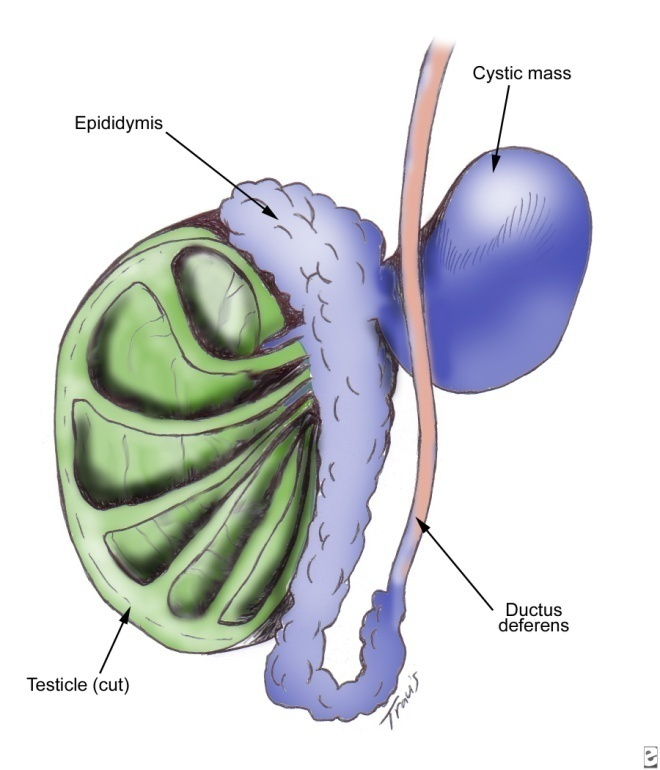 Cystic mass
Epididymis
Ductus
deferens
Testicle (cut)
Travis
e